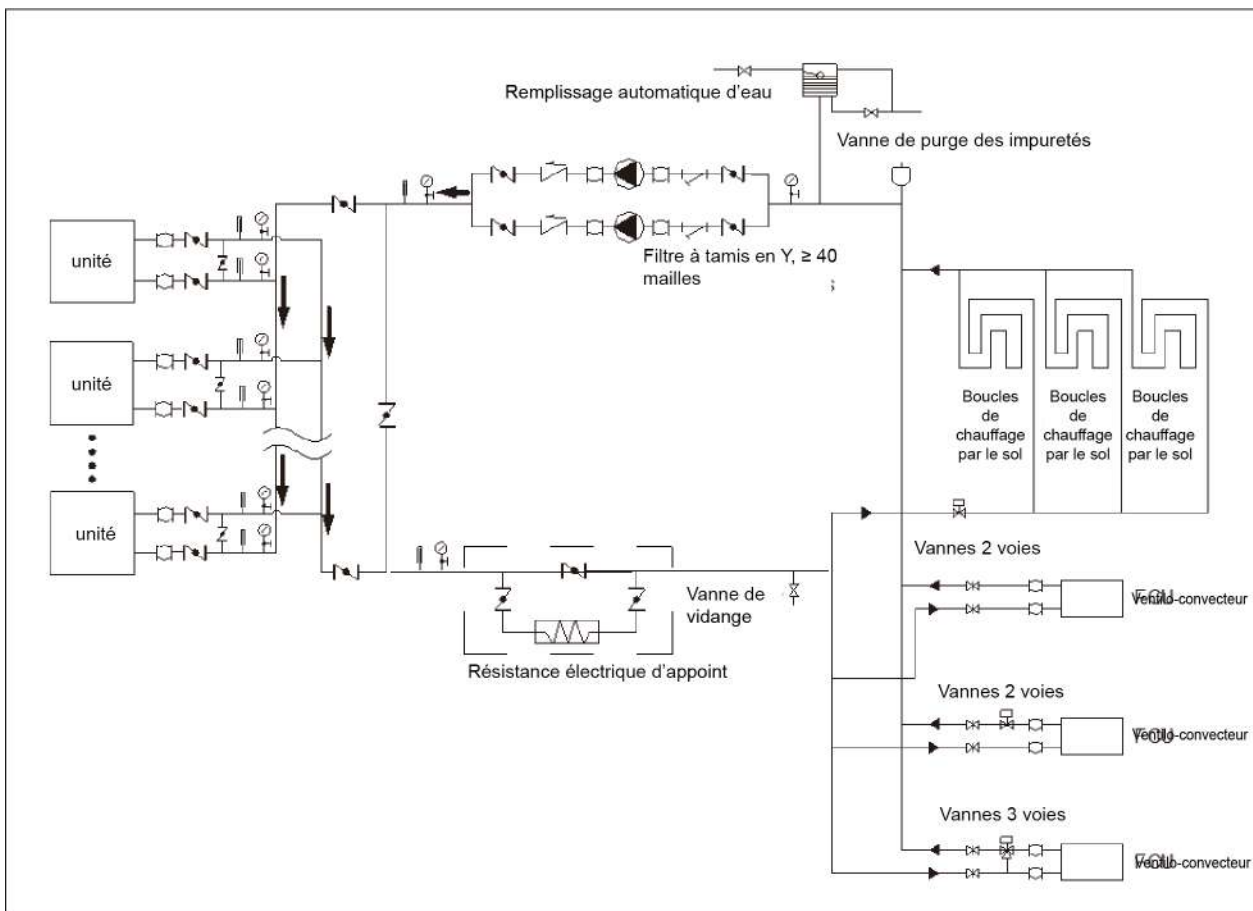 Remplissage automatique d'eau
Vanne de purge des impuretés
Filtre à tamis en Y, ≥ 40
mailles
unité
unité
unité
Boucles
de
chauffage
par le sol
Boucles
de
chauffage
par le sol
Boucles
de
chauffage
par le sol
Vannes 2 voies
Ventilo-convecteur
Vanne de
vidange
Résistance électrique d'appoint
Vannes 2 voies
Ventilo-convecteur
Vannes 3 voies
Ventilo-convecteur